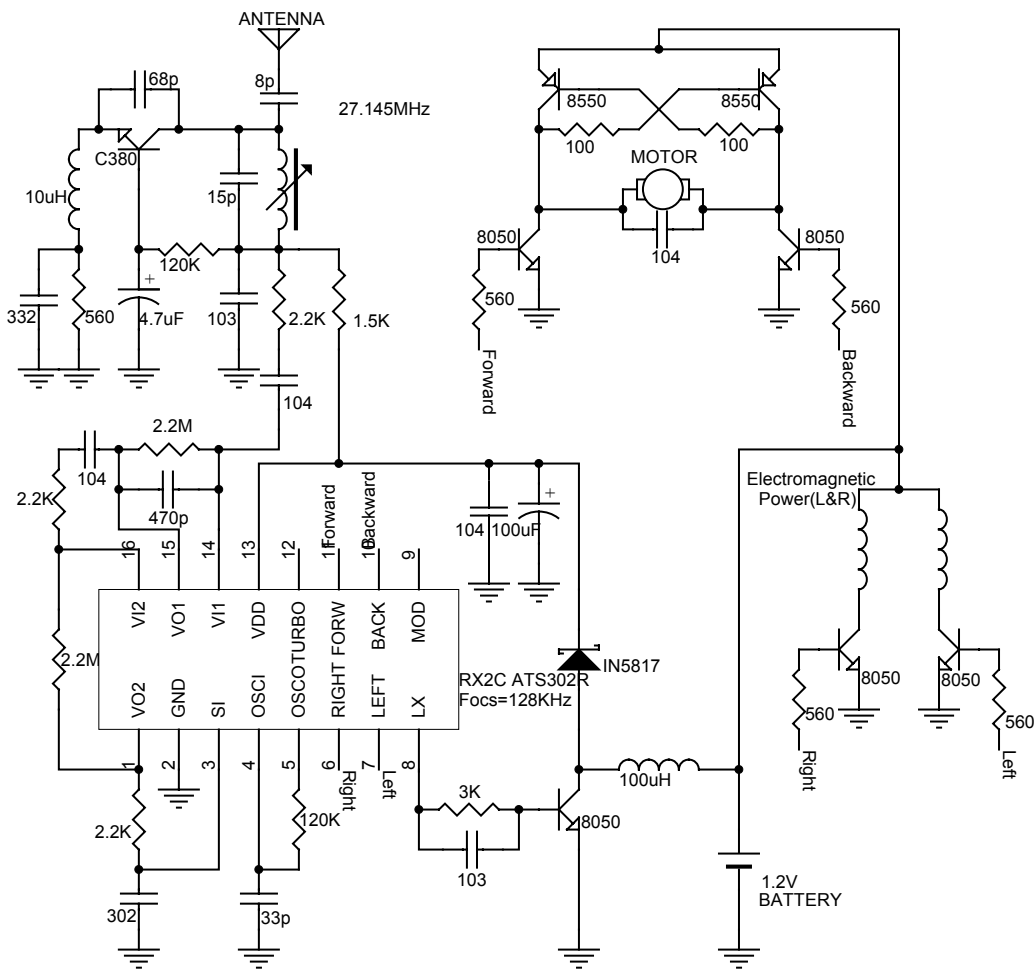 ANTENNA
68p
8p
27.145MHz
8550
8550
C380
100
100
MOTOR
10uH
15p
8050
8050
104
120K
+
560
560
332
560
4.7uF
103
2.2K
1.5K
Forward
Backward
104
2.2M
104
2.2K
470p
Forward
Backward
104
100uF
+
Electromagnetic
Power(L&R)
16
15
14
13
12
11
10
9
VI2
VO1
VI1
VDD
OSCOTURBO
RIGHT FORW
BACK
MOD
2.2M
IN5817
RX2C ATS302R
Focs=128KHz
8050
8050
VO2
GND
SI
OSCI
LEFT
LX
560
560
1
2
3
4
5
6
7
8
Right
Left
Right
Left
100uH
3K
2.2K
120K
8050
103
1.2V
BATTERY
302
33p